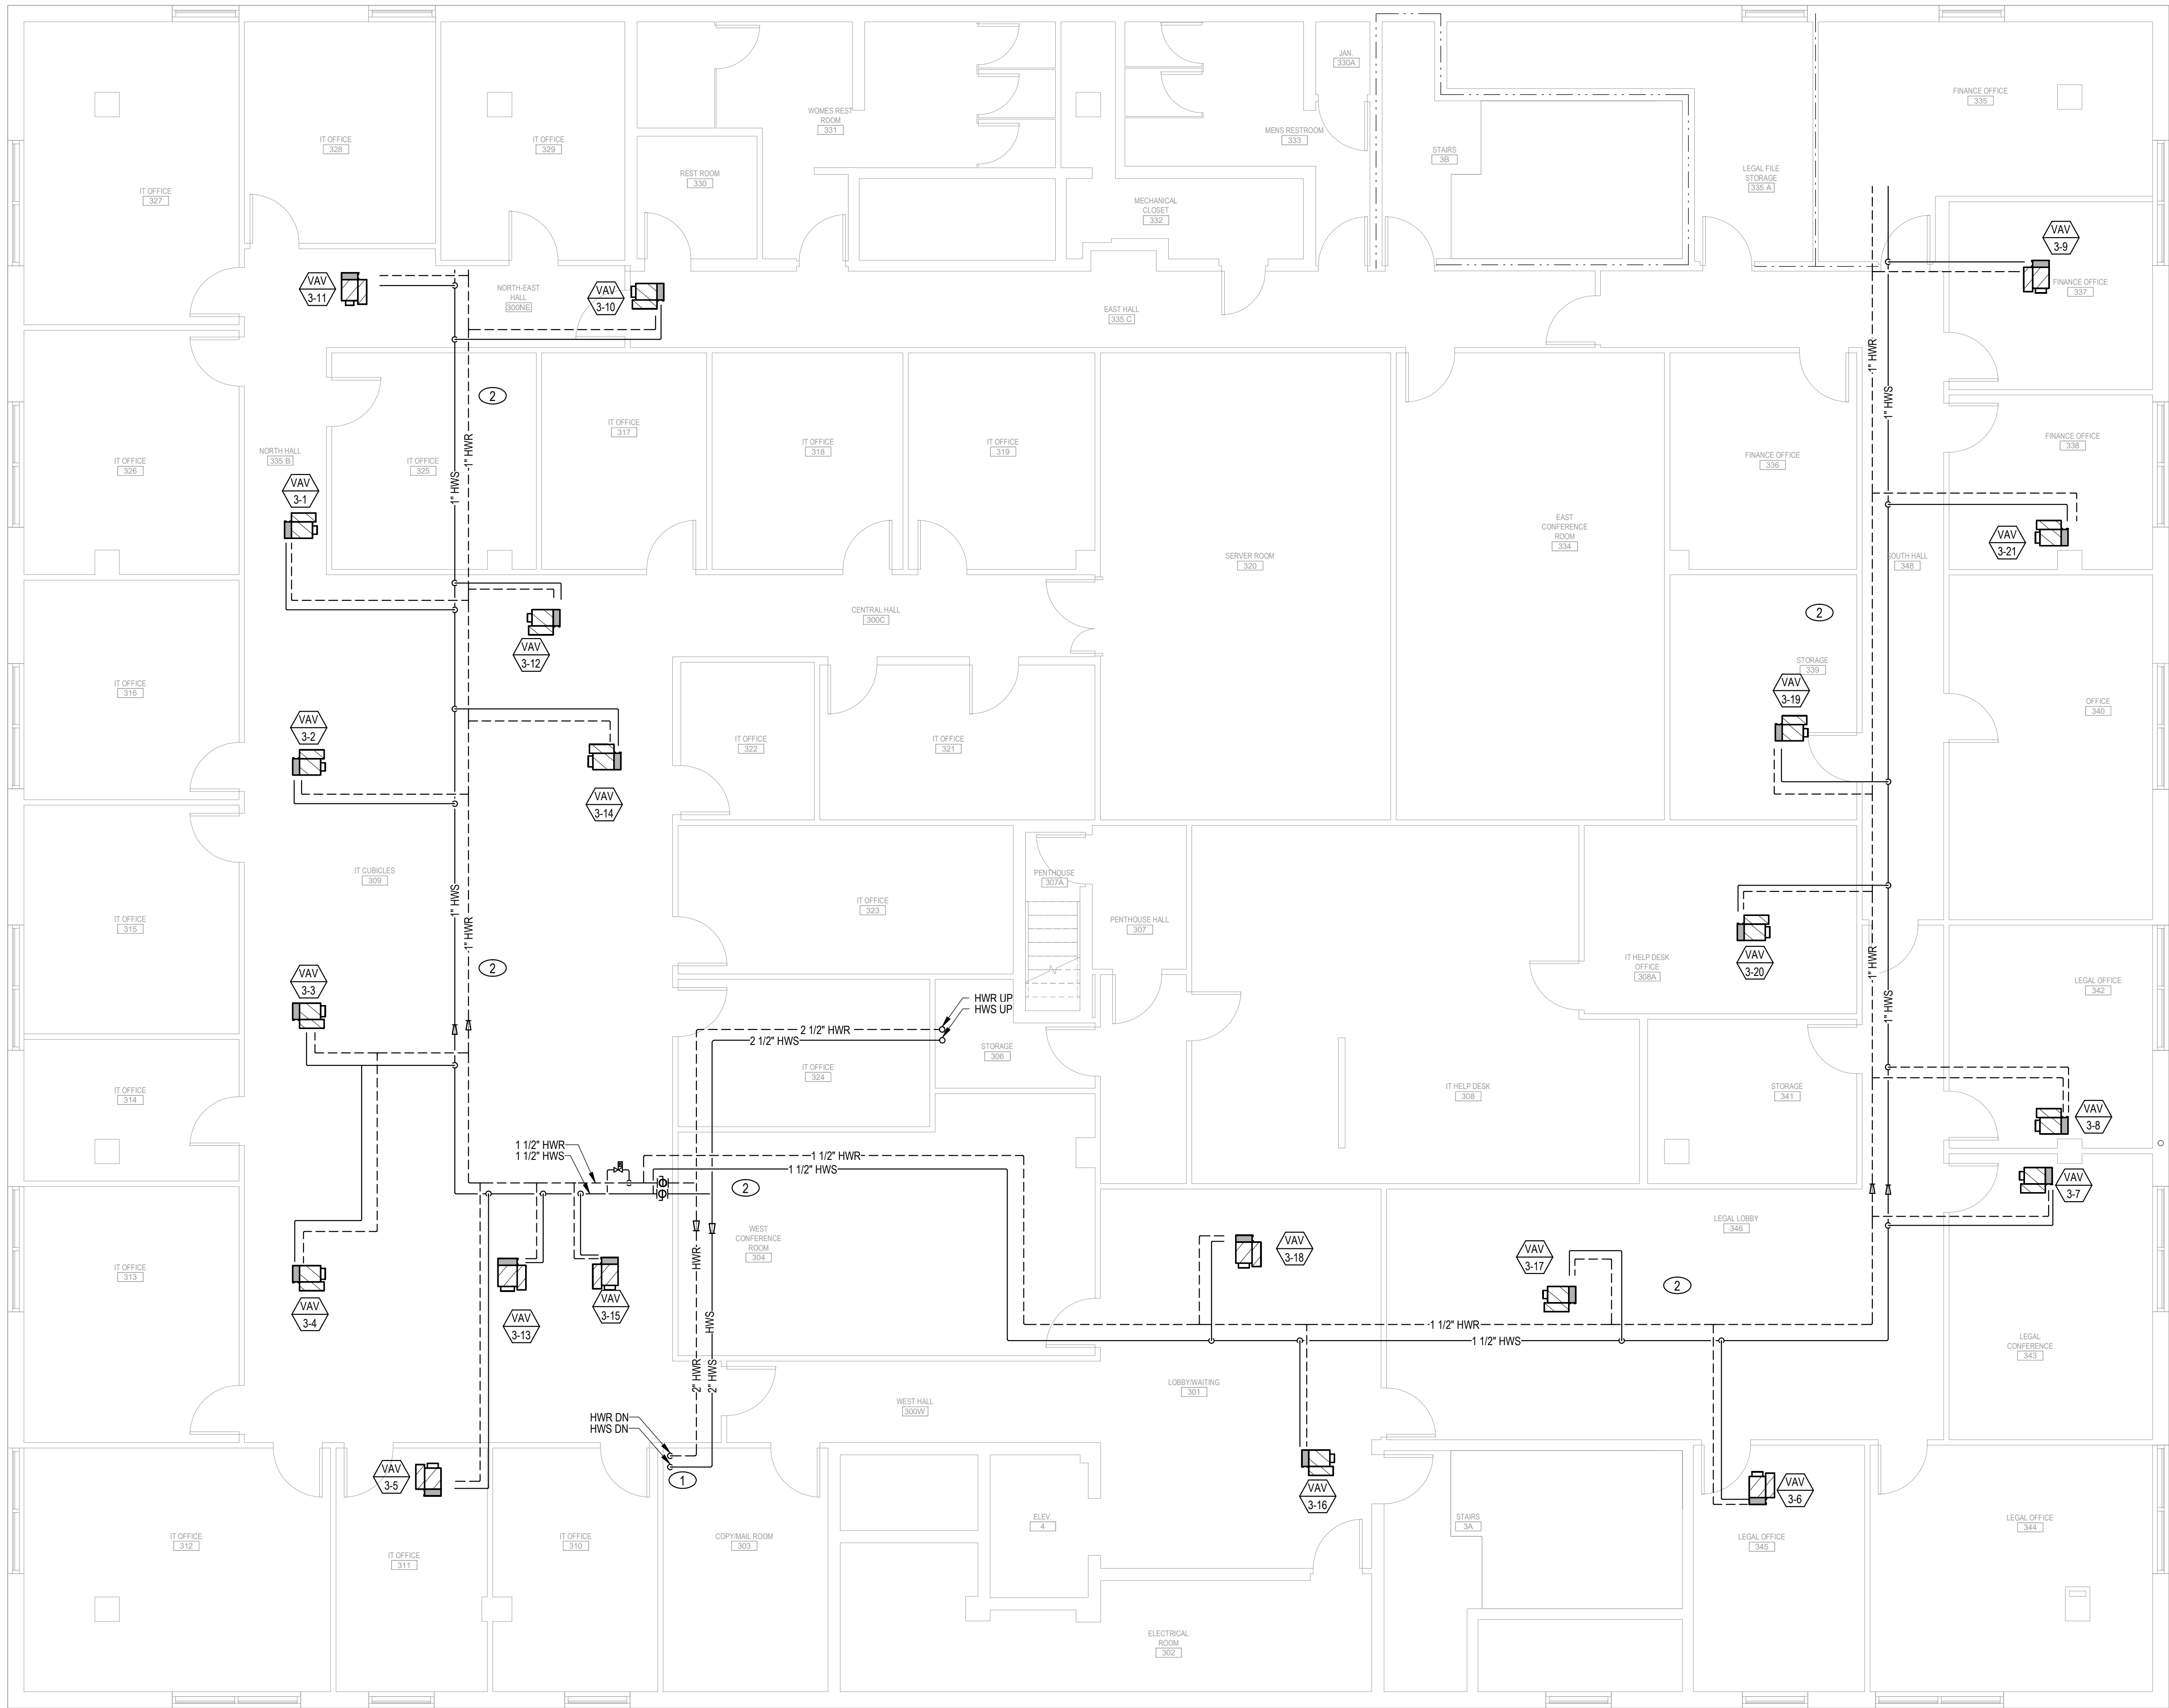 JAN.
330A
FINANCE OFFICE
335
WOMES REST
ROOM
331
MENS RESTROOM
333
IT OFFICE
328
IT OFFICE
329
STAIRS
3B
REST ROOM
330
LEGAL FILE
STORAGE
335 A
IT OFFICE
327
MECHANICAL
CLOSET
332
VAV
3-9
VAV
3-11
NORTH-EAST
HALL
300NE
VAV
3-10
FINANCE OFFICE
337
EAST HALL
335 C
1" HWR
1" HWS
2
1" HWR
1" HWS
IT OFFICE
317
IT OFFICE
318
IT OFFICE
319
FINANCE OFFICE
338
NORTH HALL
335 B
IT OFFICE
326
IT OFFICE
325
FINANCE OFFICE
336
VAV
3-1
EAST
CONFERENCE
ROOM
334
VAV
3-21
SERVER ROOM
320
SOUTH HALL
348
CENTRAL HALL
300C
2
VAV
3-12
STORAGE
339
IT OFFICE
316
VAV
3-19
OFFICE
340
VAV
3-2
IT OFFICE
322
IT OFFICE
321
VAV
3-14
IT CUBICLES
309
PENTHOUSE
307A
1" HWS
1" HWR
IT OFFICE
323
IT OFFICE
315
PENTHOUSE HALL
307
VAV
3-20
IT HELP DESK
OFFICE
308A
1" HWR
1" HWS
2
VAV
3-3
LEGAL OFFICE
342
HWR UP
HWS UP
2 1/2" HWR
2 1/2" HWS
STORAGE
306
IT OFFICE
324
IT OFFICE
314
IT HELP DESK
308
STORAGE
341
VAV
3-8
1 1/2" HWR
1 1/2" HWS
1 1/2" HWR
1 1/2" HWS
2
VAV
3-7
WEST
CONFERENCE
ROOM
304
LEGAL LOBBY
346
HWR
HWS
VAV
3-18
VAV
3-17
2
IT OFFICE
313
VAV
3-4
VAV
3-13
VAV
3-15
1 1/2" HWR
1 1/2" HWS
LEGAL
CONFERENCE
343
2" HWR
2" HWS
LOBBY/WAITING
301
WEST HALL
300W
HWR DN
HWS DN
1
VAV
3-5
VAV
3-16
VAV
3-6
IT OFFICE
312
IT OFFICE
311
IT OFFICE
310
COPY/MAIL ROOM
303
ELEV.
4
STAIRS
3A
LEGAL OFFICE
345
LEGAL OFFICE
344
ELECTRICAL
ROOM
302